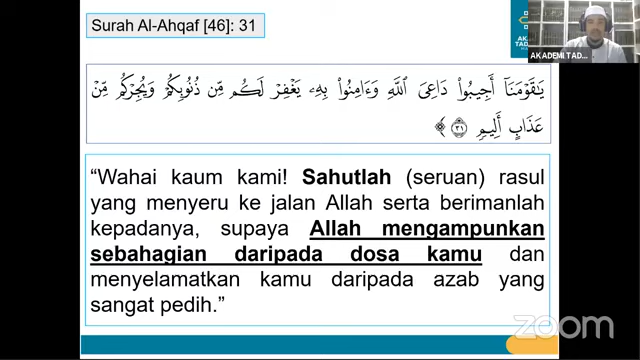 Surah Al-Ahqaf [46]: 31
AKADEMI TAD...
يَٰقَوْمَنَآ أَجِيبُوا۟ دَاعِىَ ٱللَّهِ وَءَامِنُوا۟ بِهِۦ يَغْفِرْ لَكُم مِّن ذُنُوبِكُمْ وَيُجِرْكُم مِّنْ
عَذَابٍ أَلِيمٍ ٣١
“Wahai kaum kami! Sahutlah (seruan) rasul
yang menyeru ke jalan Allah serta berimanlah
kepadanya, supaya Allah mengampunkan
sebahagian daripada dosa kamu dan
menyelamatkan kamu daripada azab yang
sangat pedih.”
zoom